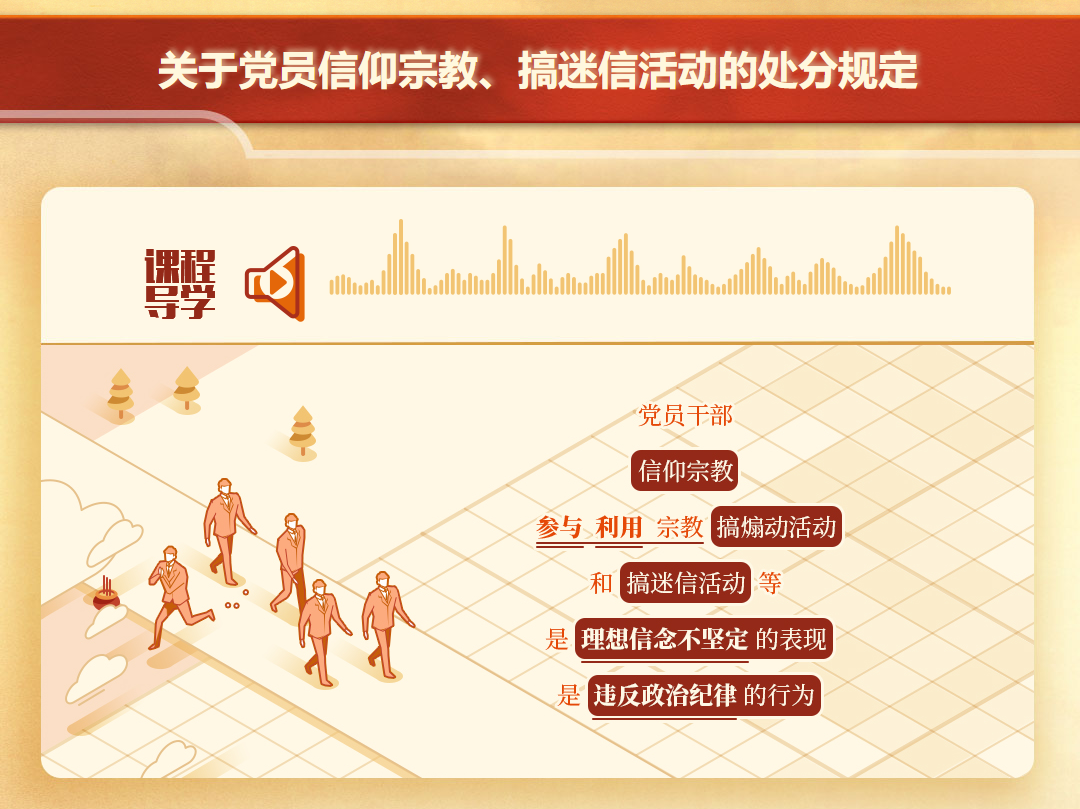 关于党员信仰宗教、搞迷信活动的处分规定
课程
导学
党员干部
信仰宗教
参与 利用 宗教 搞煽动活动
和 搞迷信活动 等
是 理想信念不坚定 的表现
是 违反政治纪律 的行为